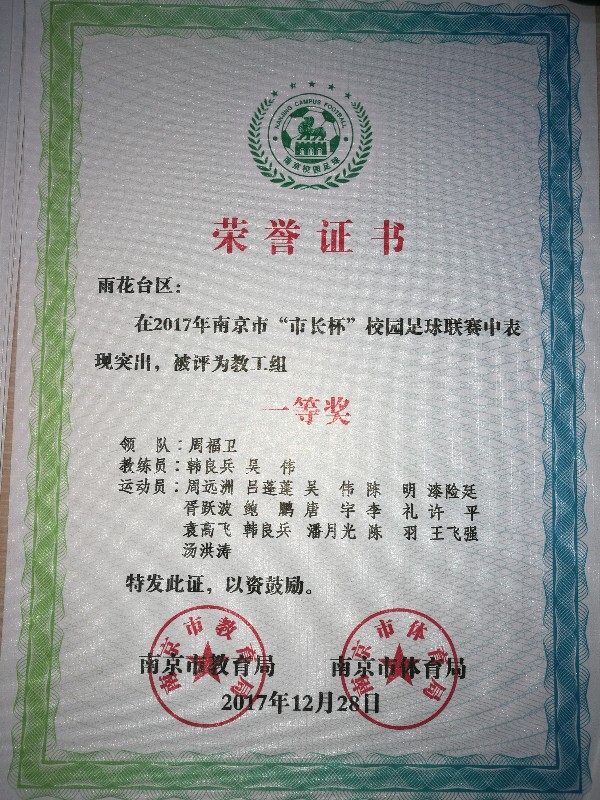 NANJING CAMPUS FOOTFALL
南京校园足球
荣誉证书
雨花台区：
在2017年南京市“市长杯”校园足球联赛中表
现突出，被评为教工组
一等奖
领 队：周福卫
教练员：韩良兵 吴 伟
运动员：周远洲 吕蓬蓬 吴 伟 陈 明 漆险廷
胥跃波 鲍 鹏 唐 宇 李 礼 许 平
袁高飞 韩良兵 潘月光 陈 羽 王飞强
汤洪涛
特发此证，以资鼓励。
南京市教育局 南京市体育局
南京市教育局 南京市体育局
2017年12月28日